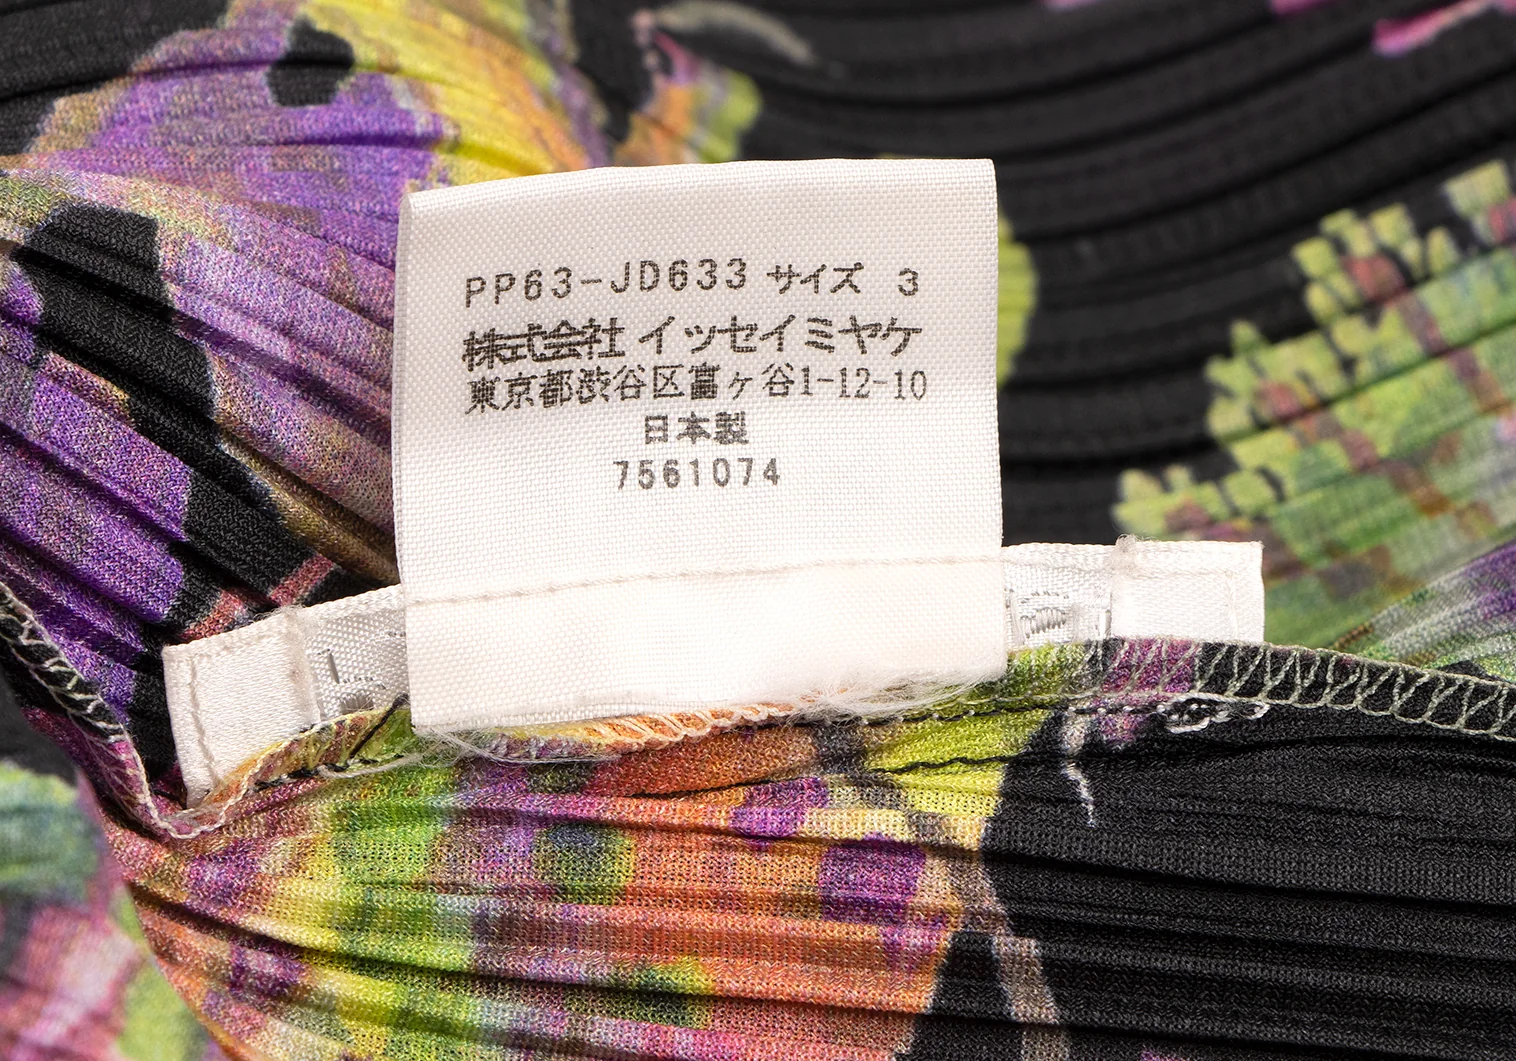 PP63-JD633 サイズ 3
株式会社 イッセイミヤケ
東京都渋谷区富ヶ谷1-12-10
日本製
7561074